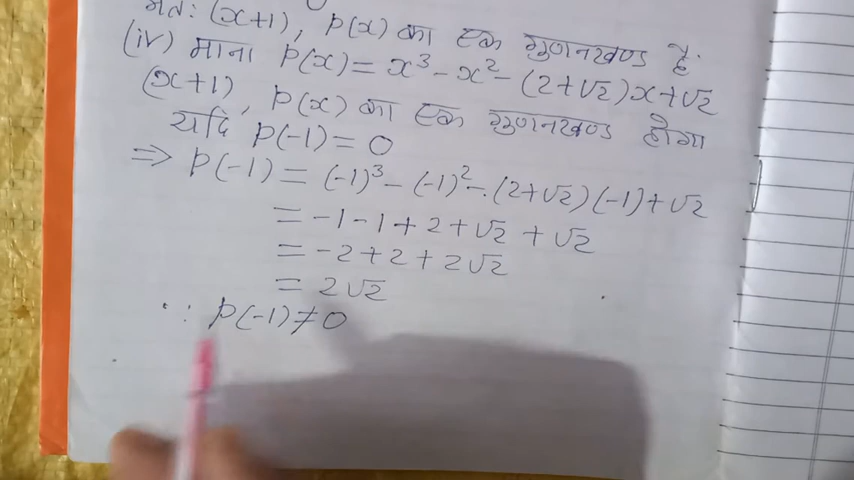 अतः (x+1), p(x) का एक गुणनखण्ड है।
(iv) माना p(x) = x³ - x² - (2+√2)x+√2
(x+1), p(x) का एक गुणनखण्ड होगा
यदि p(-1) = 0
⇒ p(-1) = (-1)³ - (-1)² - (2+√2)(-1)+√2
= -1-1+2+√2+√2
= -2+2+2√2
= 2√2
∵ p(-1) ≠ 0